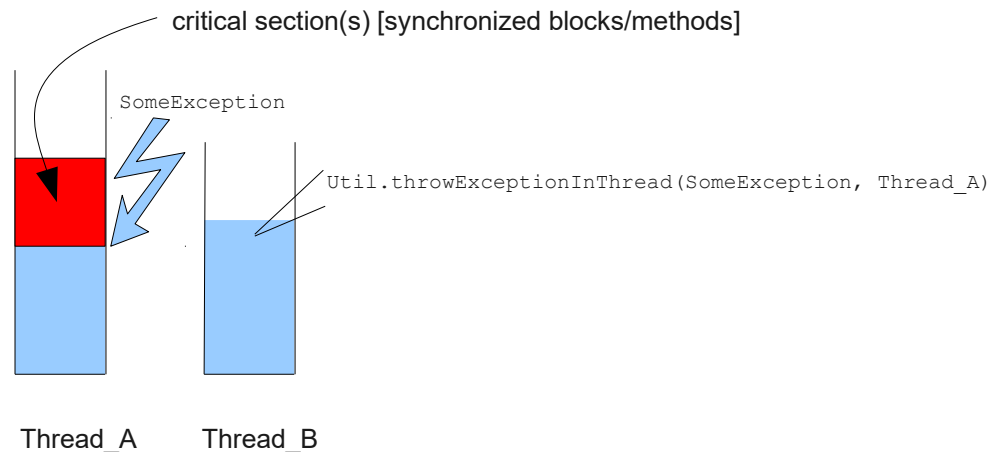 critical section(s) [synchronized blocks/methods]
SomeException
Util.throwExceptionInThread(SomeException, Thread_A)
Thread_A
Thread_B